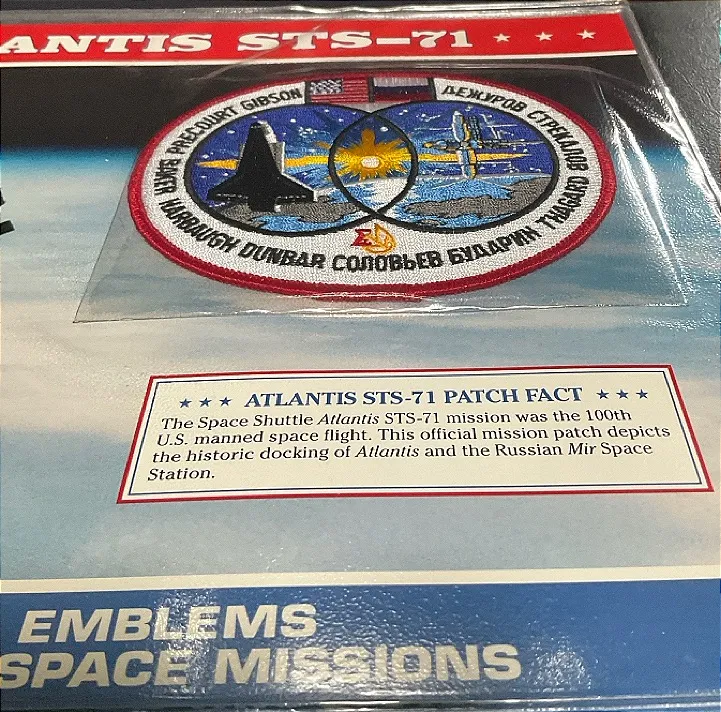 ANTIS STS–71 ★ ★ ★
BAKER PRECOURT GIBSON
ДЕЖУРОВ СТРЕКАЛОВ
HARBAUGH DUNBAR СОЛОВЬЕВ БУДАРИН THAGARD
★ ★ ★ ATLANTIS STS-71 PATCH FACT ★ ★ ★
The Space Shuttle Atlantis STS-71 mission was the 100th
U.S. manned space flight. This official mission patch depicts
the historic docking of Atlantis and the Russian Mir Space
Station.
EMBLEMS
SPACE MISSIONS